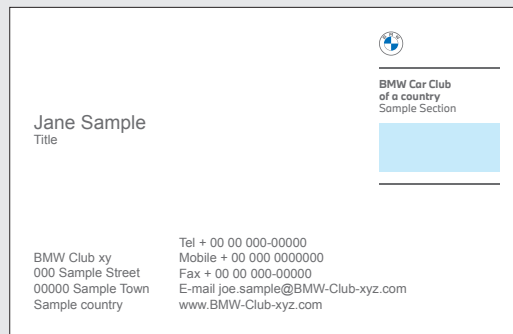 BMW
BMW Car Club
of a country
Sample Section
Jane Sample
Title
BMW Club xy
000 Sample Street
00000 Sample Town
Sample country
Tel + 00 00 000-00000
Mobile + 00 000 0000000
Fax + 00 00 000-00000
E-mail joe.sample@BMW-Club-xyz.com
www.BMW-Club-xyz.com